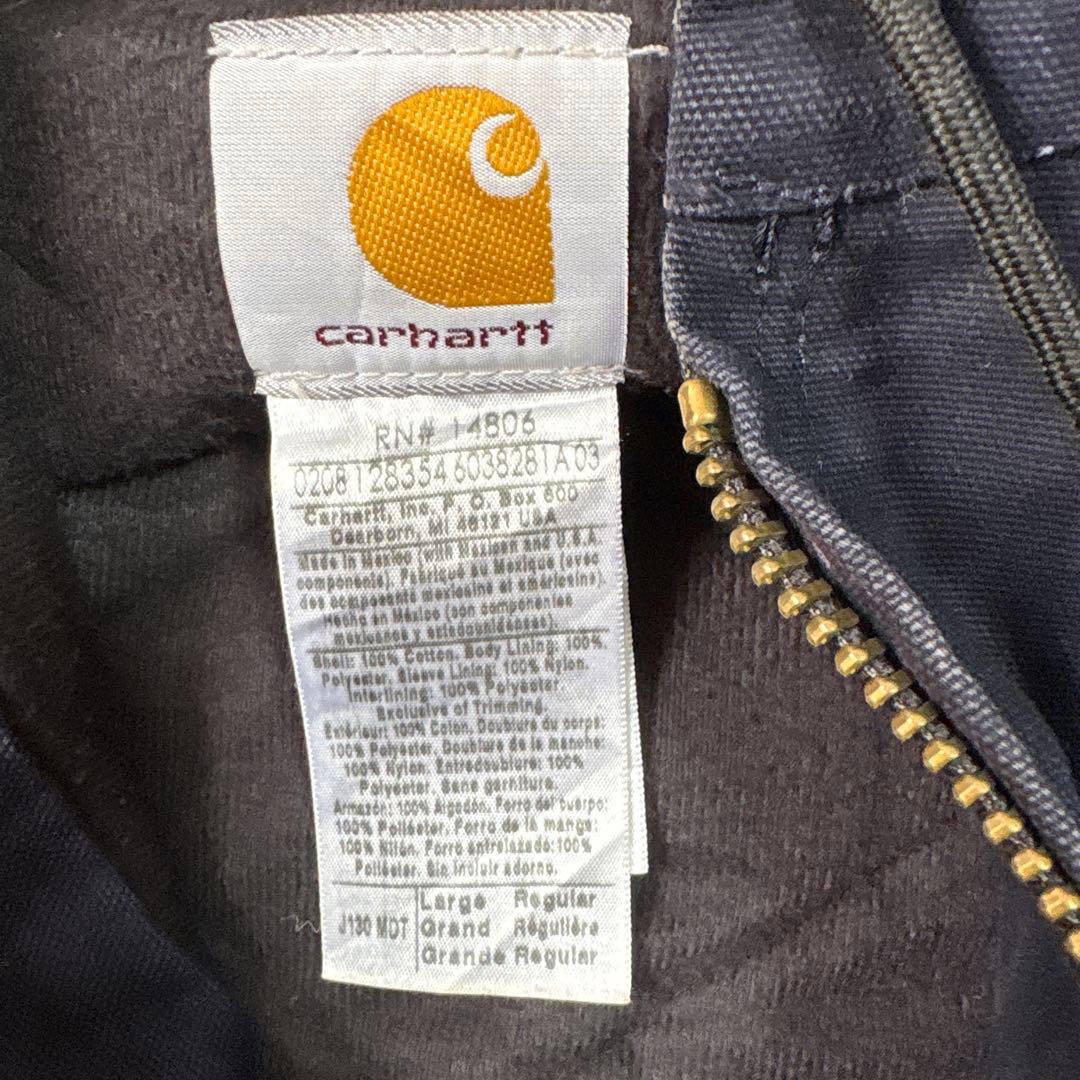 carhartt
RN# 14806
0208128354 6038281A03
Carhartt, Inc. P. O. Box 600
Dearborn, MI 48121 USA
Made in Mexico (with Mexican and U.S.A.
components). Fabriqué au Mexique (avec
des composants mexicains et américains).
Hecho en México (con componentes
mexicanos y estadounidenses).
Shell: 100% Cotton. Body Lining: 100%
Polyester. Sleeve Lining. 100% Nylon.
Interlining: 100% Polyester.
Exclusive of Trimming.
Extérieur: 100% Coton. Doublure du corps:
100% Polyester. Doublure de la manche:
100% Nylon. Entredoublure: 100%
Polyester. Sans garniture.
Armazón: 100% Algodón. Forro del cuerpo:
100% Poliéster. Forro de la manga:
100% Nilón. Forro entrelazado: 100%
Poliéster. Sin incluir adorno.
J130 MDT
Large Regular
Grand Régulière
Grande Regular